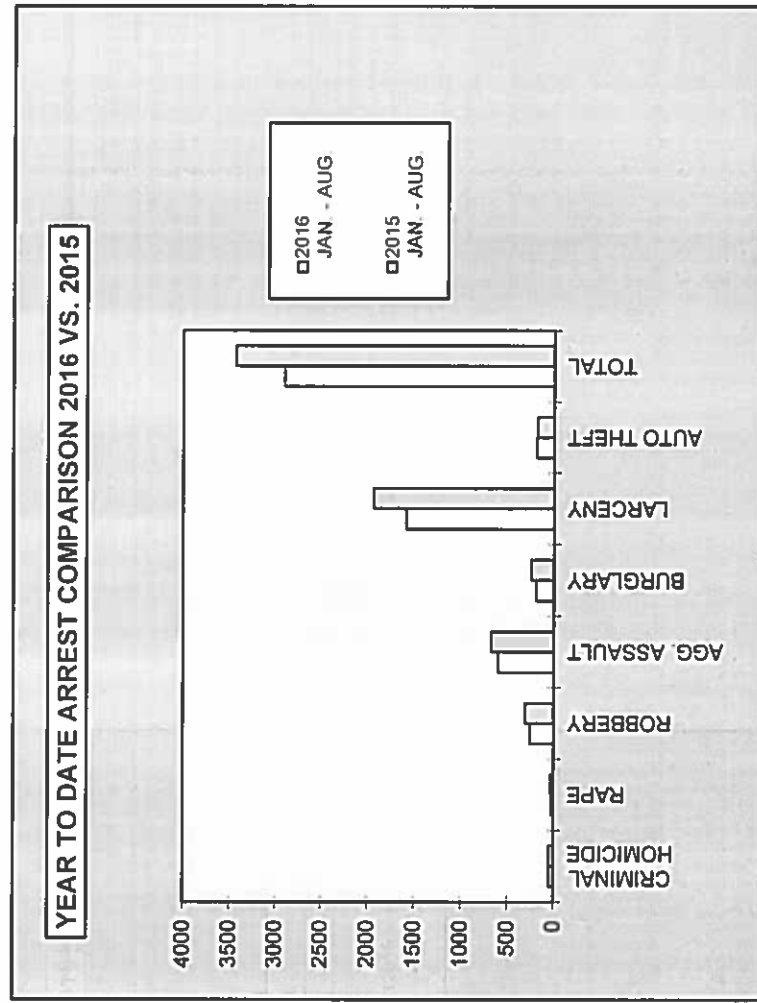 YEAR TO DATE ARREST COMPARISON 2016 VS. 2015
4000
3500
3000
2500
2000
1500
1000
500
0
CRIMINAL
HOMICIDE
RAPE
ROBBERY
AGG. ASSAULT
BURGLARY
LARCENY
AUTO THEFT
TOTAL
2016
JAN. - AUG.
2015
JAN. - AUG.